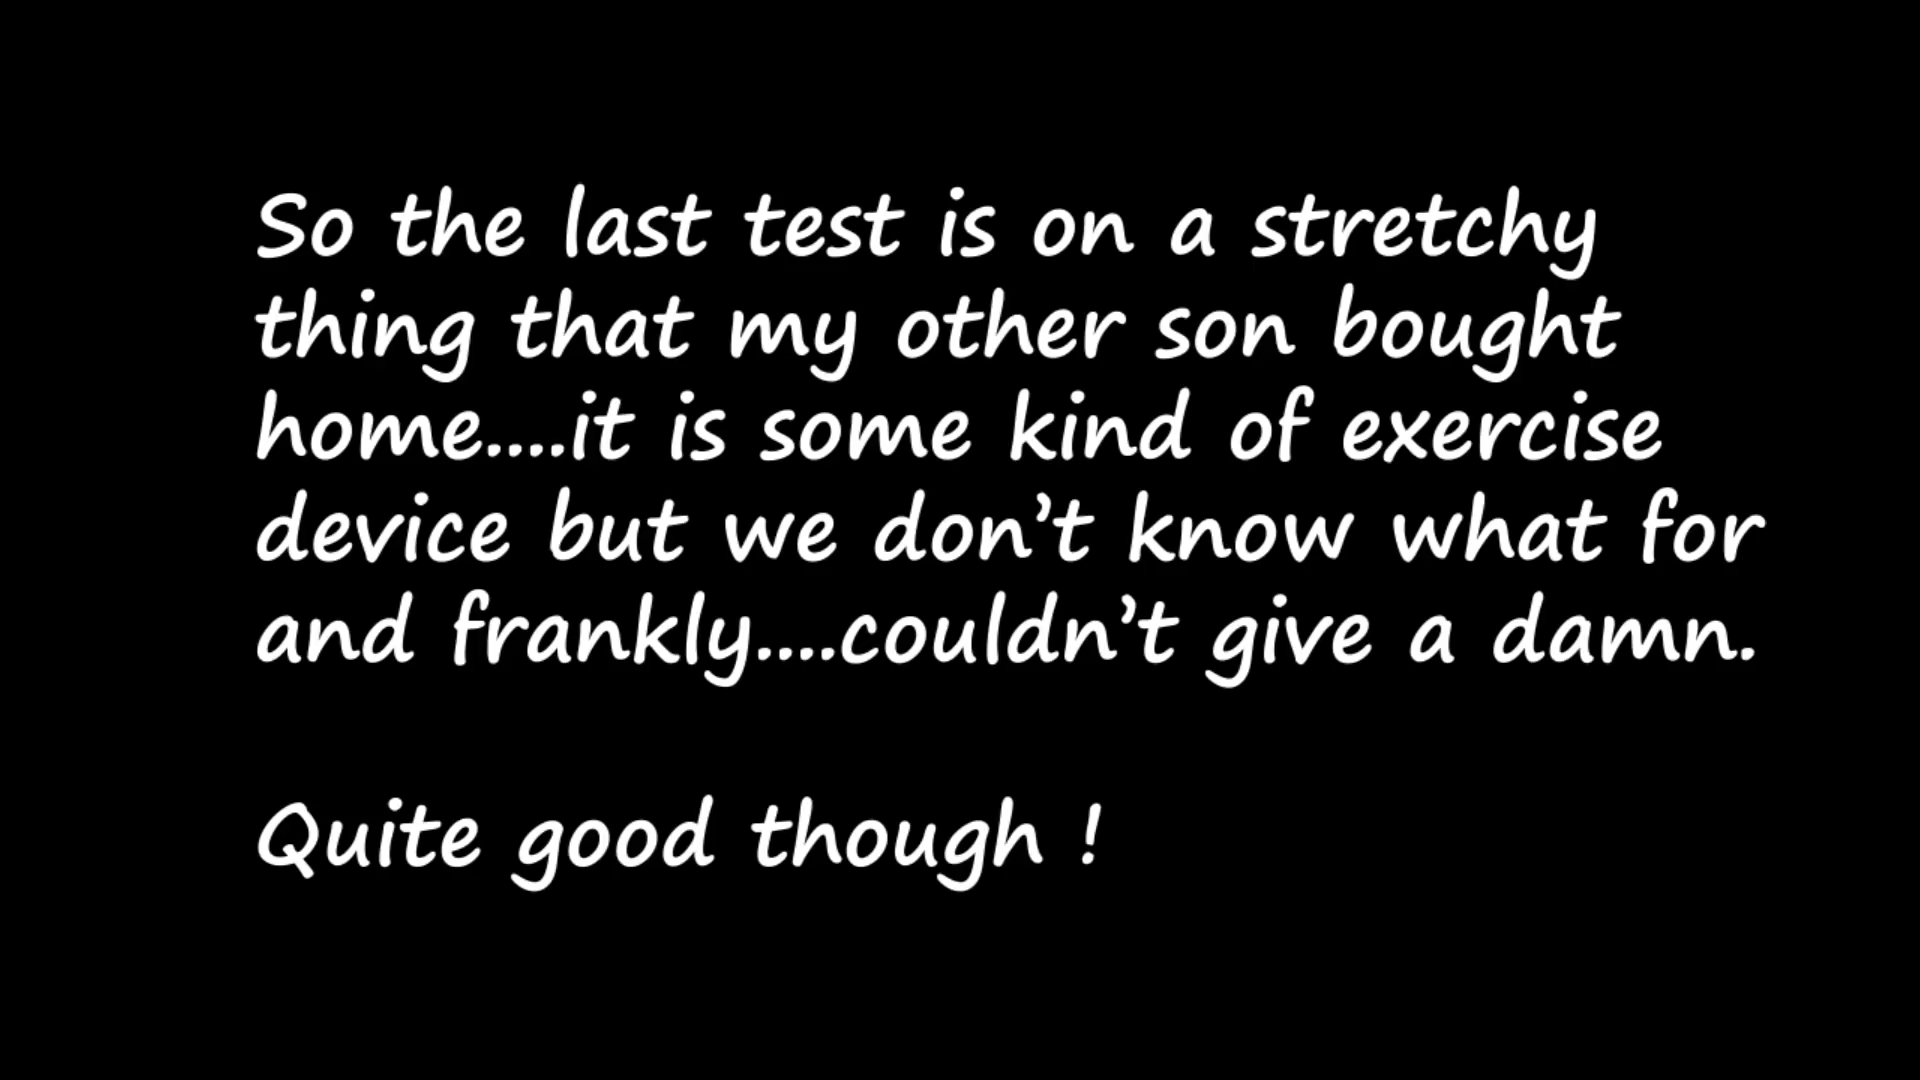 So the last test is on a stretchy
thing that my other son bought
home....it is some kind of exercise
device but we don’t know what for
and frankly....couldn’t give a damn.
Quite good though !